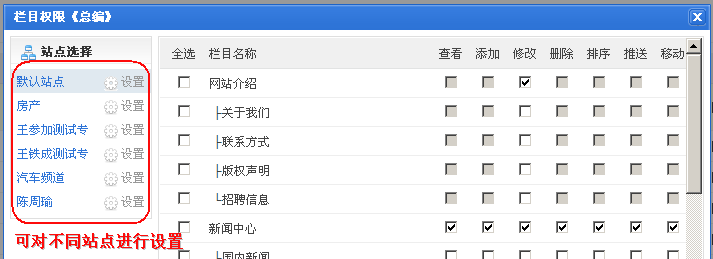 栏目权限《总编》
站点选择
默认站点 设置
房产 设置
王参加测试专 设置
王铁成测试专 设置
汽车频道 设置
陈周瑜 设置
可对不同站点进行设置
全选 栏目名称 查看 添加 修改 删除 排序 推送 移动
网站介绍
├关于我们
├联系方式
├版权声明
└招聘信息
新闻中心
├国内新闻